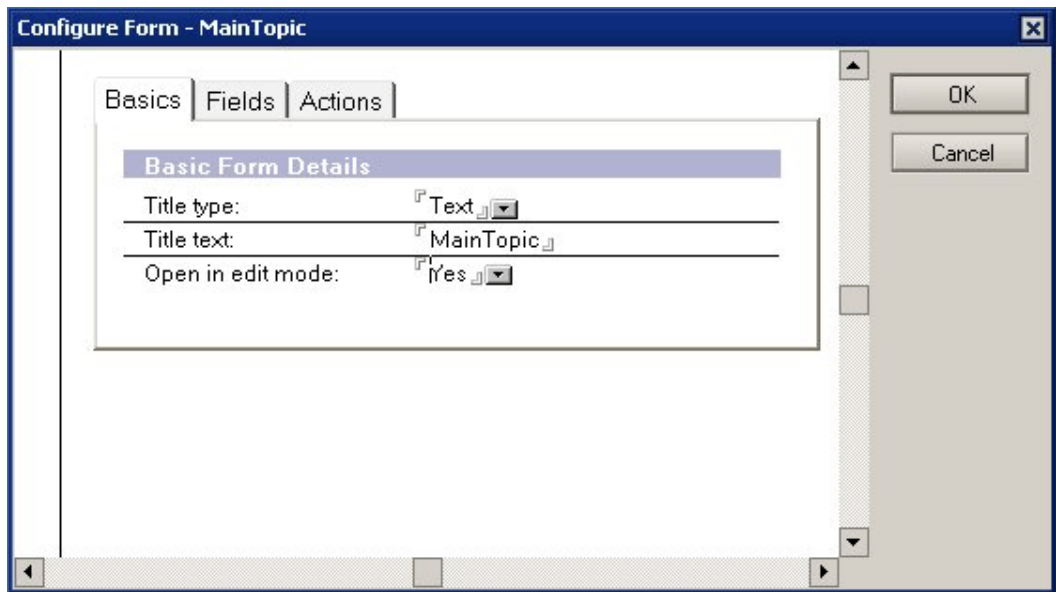 Configure Form - MainTopic
Basics Fields Actions
OK
Cancel
Basic Form Details
Title type: Text
Title text: MainTopic
Open in edit mode: Yes